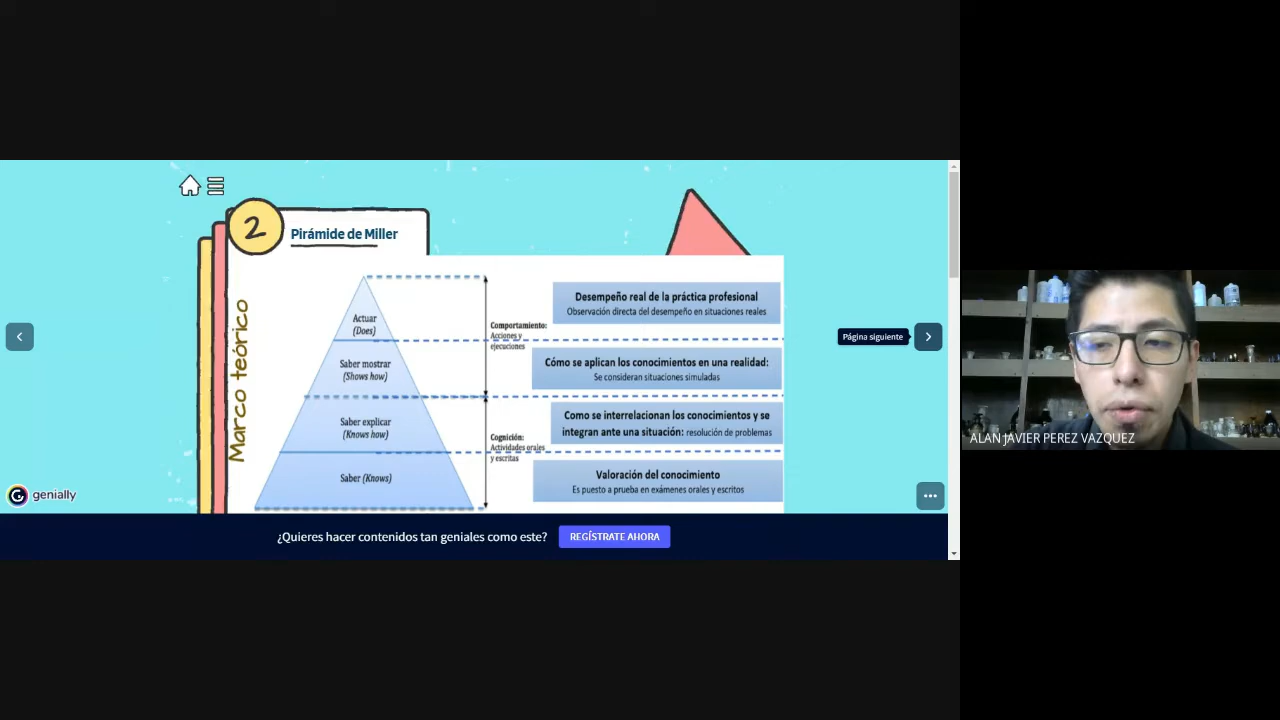 2
Pirámide de Miller
Marco teórico
Actuar
(Does)
Saber mostrar
(Shows how)
Saber explicar
(Knows how)
Saber (Knows)
Comportamiento:
Acciones y
ejecuciones
Cognición:
Actividades orales
y escritas
Desempeño real de la práctica profesional
Observación directa del desempeño en situaciones reales
Cómo se aplican los conocimientos en una realidad:
Se consideran situaciones simuladas
Como se interrelacionan los conocimientos y se
integran ante una situación: resolución de problemas
Valoración del conocimiento
Es puesto a prueba en exámenes orales y escritos
Página siguiente
ALAN JAVIER PEREZ VAZQUEZ
genially
¿Quieres hacer contenidos tan geniales como este? REGÍSTRATE AHORA